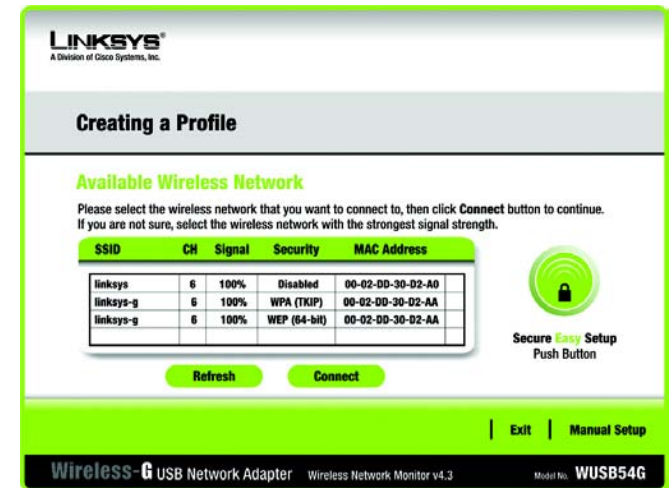 LINKSYS®
A Division of Cisco Systems, Inc.
Creating a Profile
Available Wireless Network
Please select the wireless network that you want to connect to, then click Connect button to continue.
If you are not sure, select the wireless network with the strongest signal strength.
SSID CH Signal Security MAC Address
linksys 6 100% Disabled 00-02-DD-30-D2-A0
linksys-g 6 100% WPA (TKIP) 00-02-DD-30-D2-AA
linksys-g 6 100% WEP (64-bit) 00-02-DD-30-D2-AA
Secure Easy Setup
Push Button
Refresh Connect
Exit Manual Setup
Wireless-G USB Network Adapter Wireless Network Monitor v4.3 Model No. WUSB54G